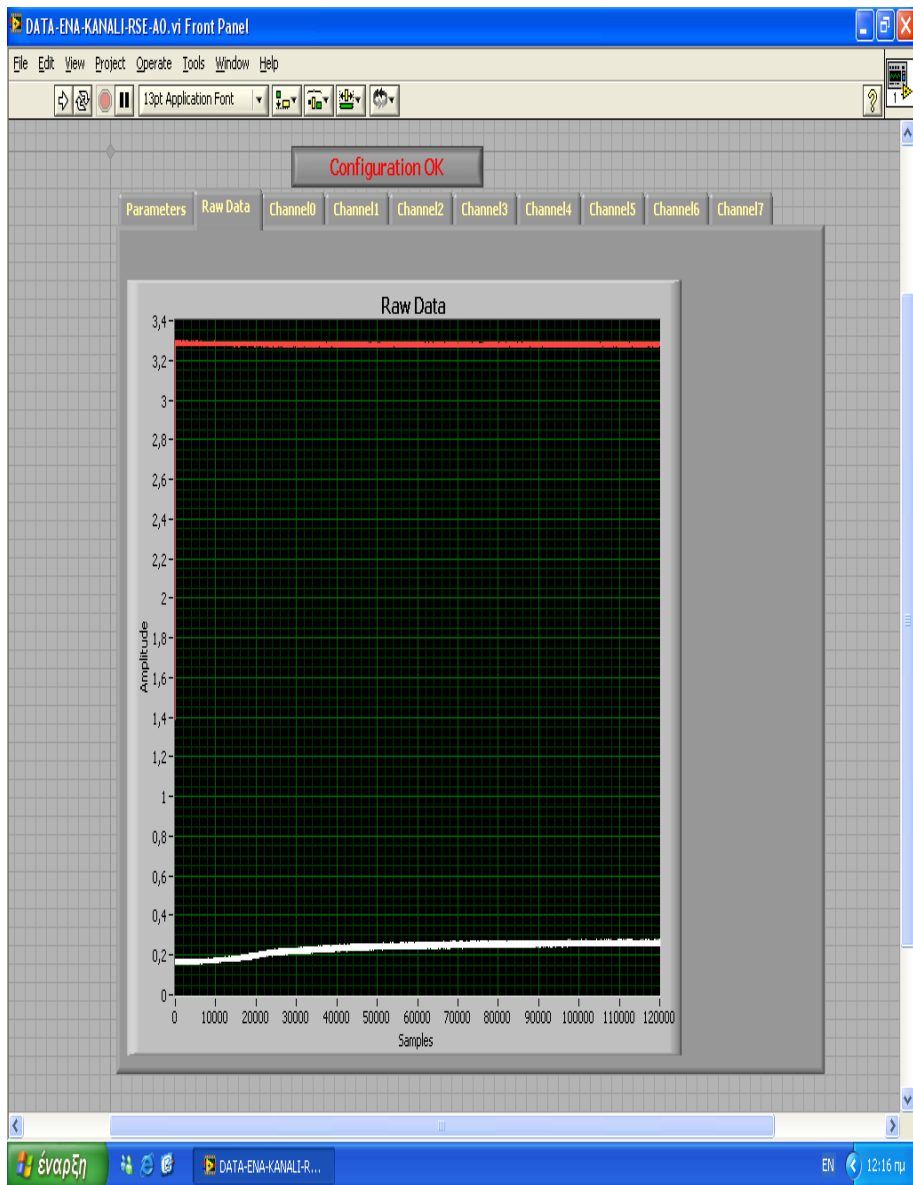 DATA-ENA-KANALI-RSE-AO.vi Front Panel
File Edit View Project Operate Tools Window Help
13pt Application Font
1
Configuration OK
Parameters Raw Data Channel0 Channel1 Channel2 Channel3 Channel4 Channel5 Channel6 Channel7
Raw Data
3,4
3,2
3
2,8
2,6
2,4
2,2
2
1,8
1,6
1,4
1,2
1
0,8
0,6
0,4
0,2
0
Amplitude
0 10000 20000 30000 40000 50000 60000 70000 80000 90000 100000 110000 120000
Samples
έναρξη DATA-ENA-KANALI-R... EN 12:16 πμ